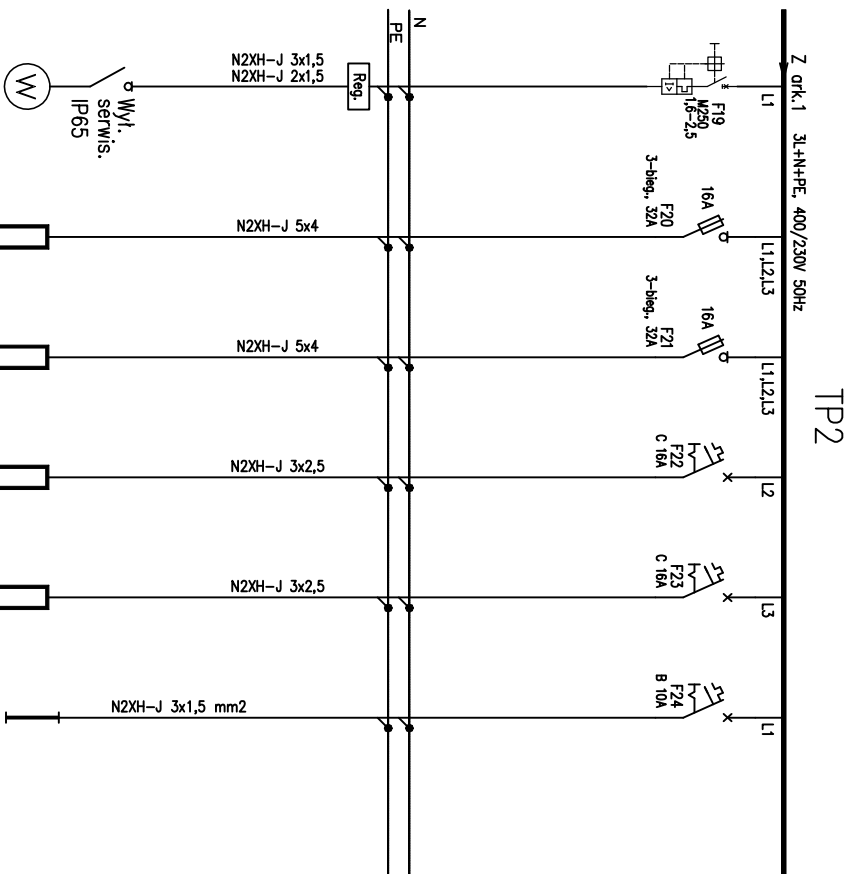 TP2
Z ark.1 3L+N+PE, 400/230V 50Hz
L1
L1,L2,L3
L1,L2,L3
L2
L3
L1
F19
M250
1,6-2,5
I>
16A
F20
3-bieg., 32A
16A
F21
3-bieg., 32A
F22
C 16A
F23
C 16A
F24
B 10A
N
PE
Reg.
N2XH-J 3x1,5
N2XH-J 2x1,5
N2XH-J 5x4
N2XH-J 5x4
N2XH-J 3x2,5
N2XH-J 3x2,5
N2XH-J 3x1,5 mm2
Wył.
serwis.
IP65
W